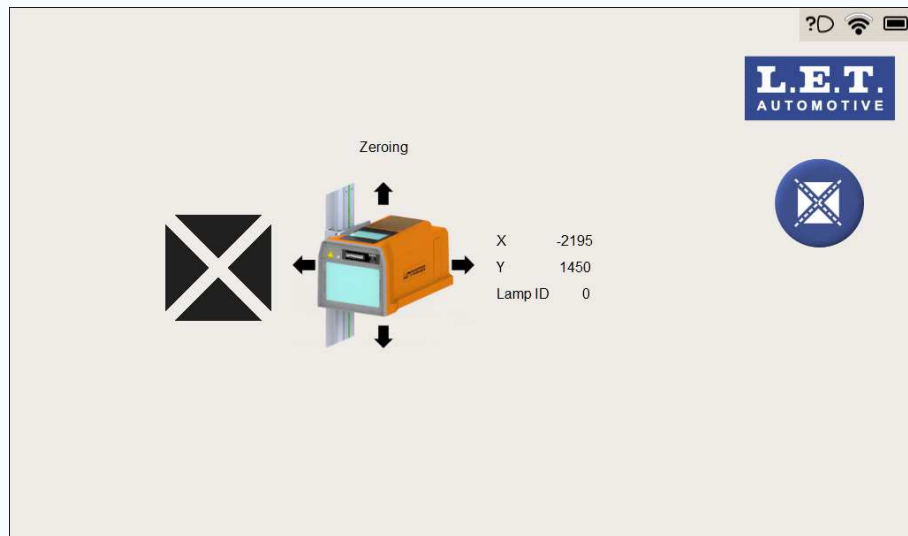 ?
L.E.T.
AUTOMOTIVE
Zeroing
X -2195
Y 1450
Lamp ID 0